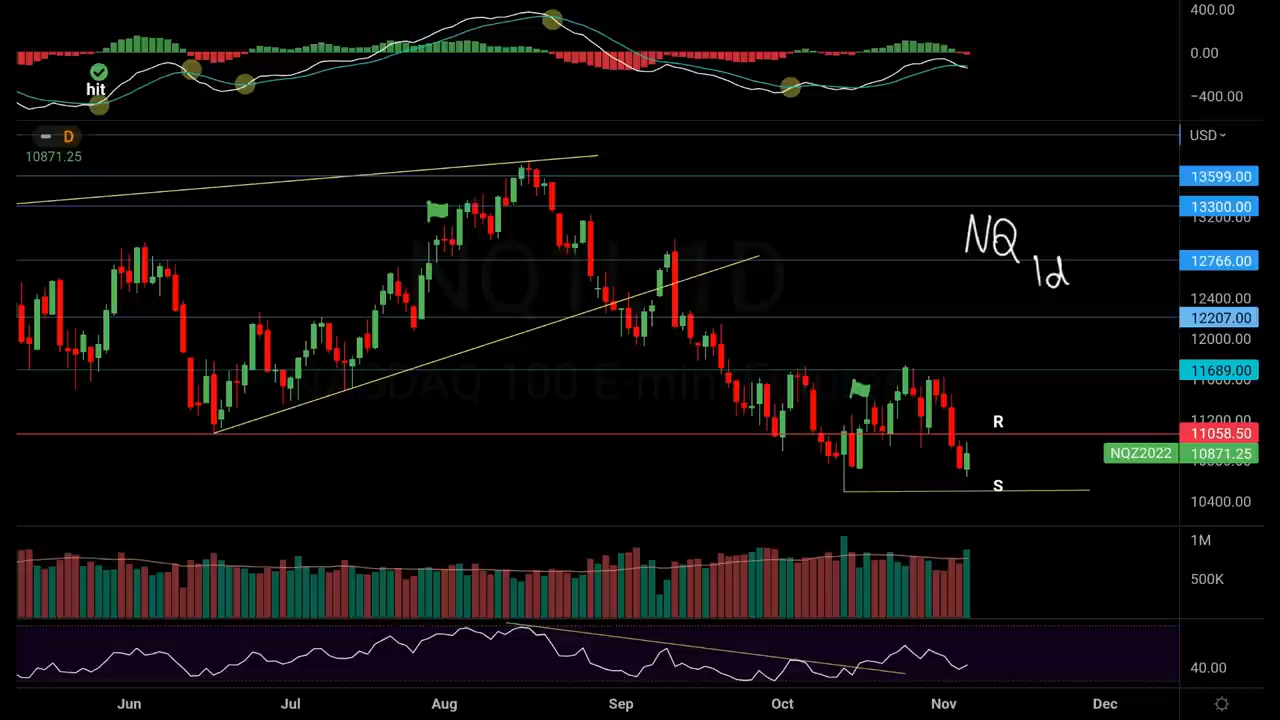 400.00
0.00
−400.00
hit
D
10871.25
USD
13599.00
13300.00
NQ
1d
12766.00
12400.00
12207.00
12000.00
11689.00
R
11058.50
NQZ2022 10871.25
S
10400.00
1M
500K
40.00
Jun Jul Aug Sep Oct Nov Dec